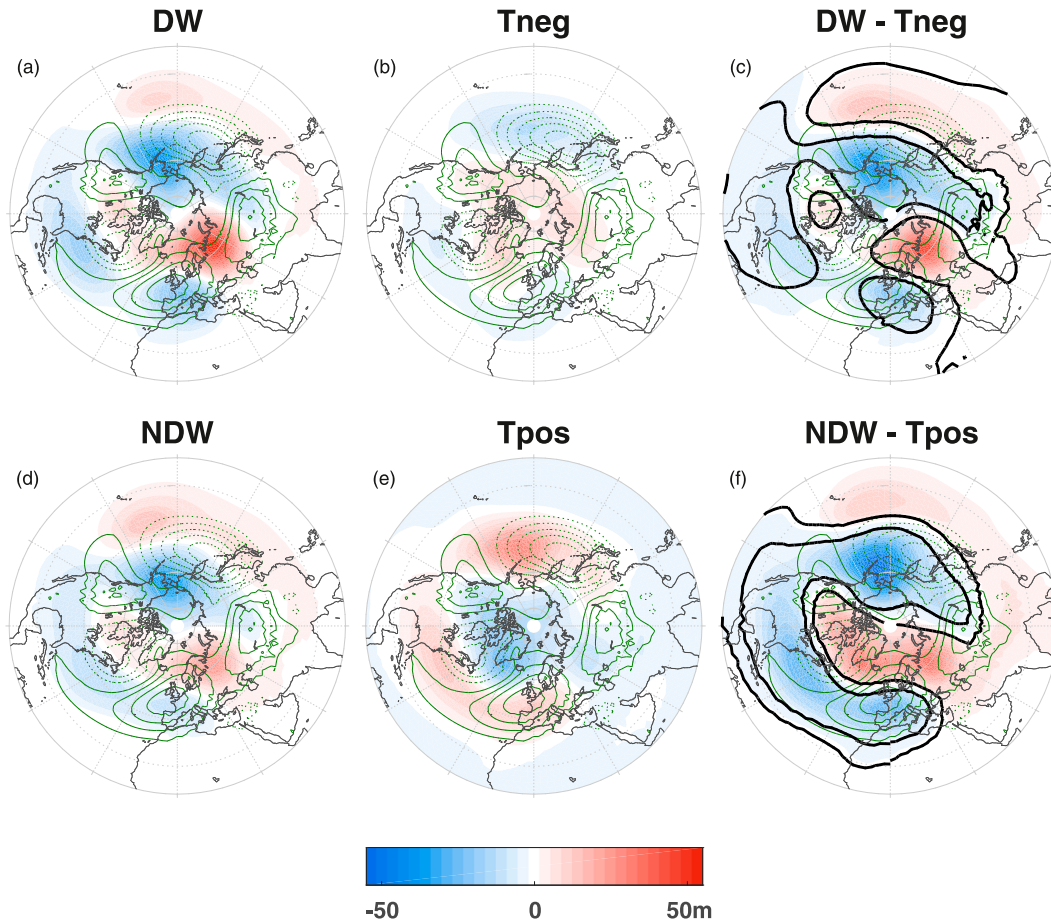 DW Tneg DW - Tneg
(a) (b) (c)
NDW Tpos NDW - Tpos
(d) (e) (f)
-50 0 50m